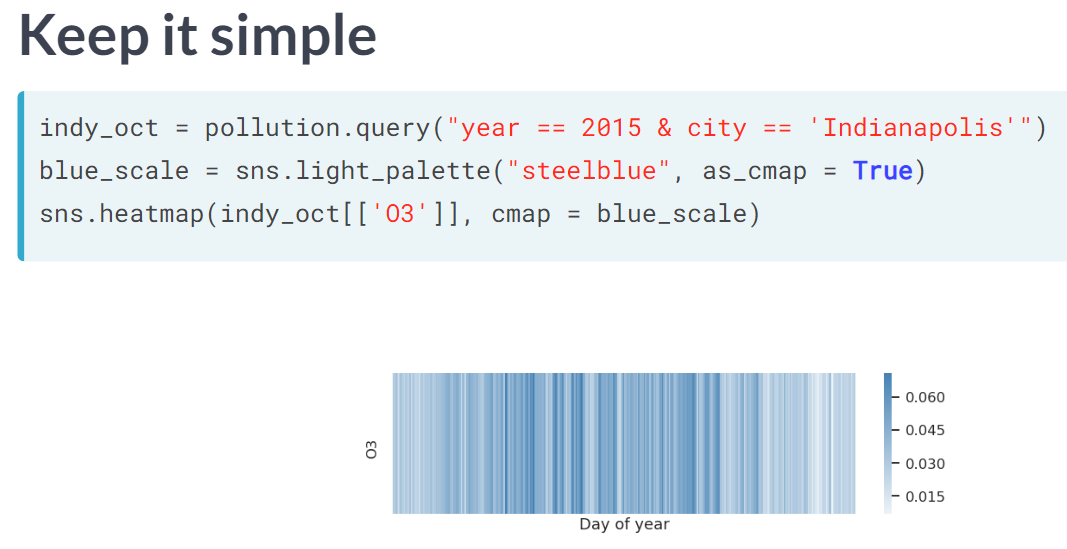 Keep it simple
indy_oct = pollution.query("year == 2015 & city == 'Indianapolis'")
blue_scale = sns.light_palette("steelblue", as_cmap = True)
sns.heatmap(indy_oct[['O3']], cmap = blue_scale)
O3
0.060
0.045
0.030
0.015
Day of year